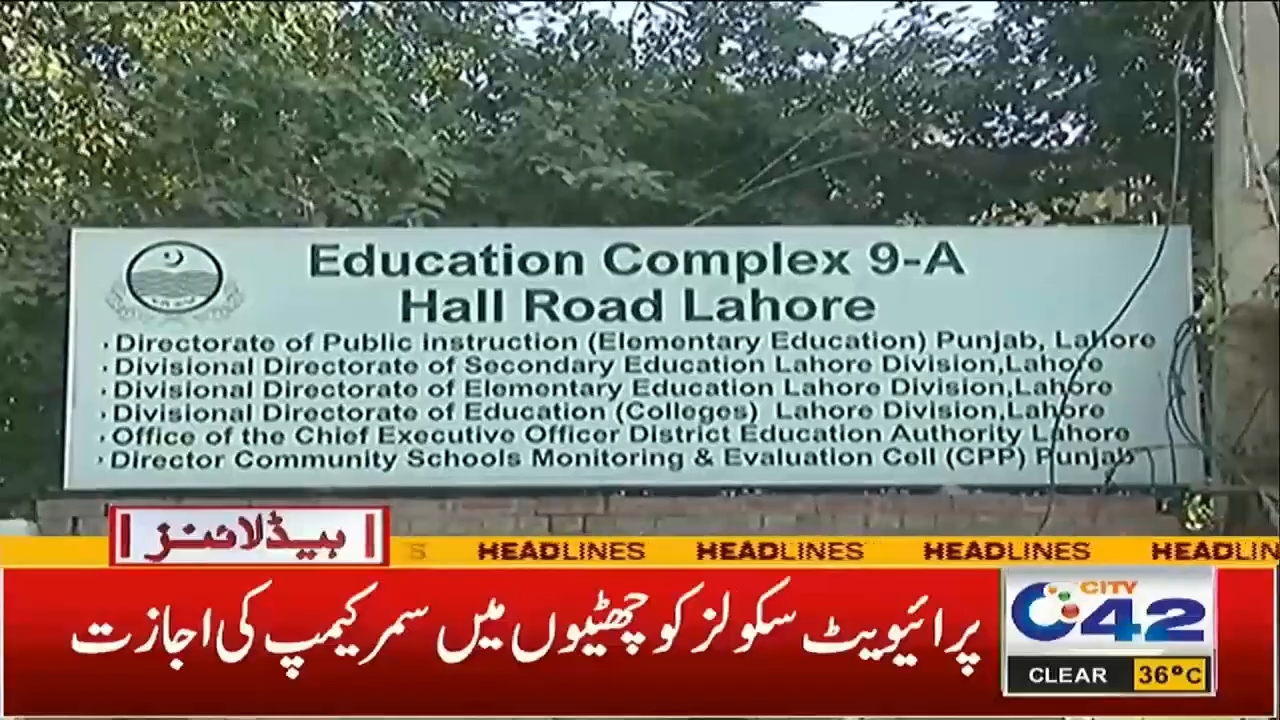 Education Complex 9-A
Hall Road Lahore
· Directorate of Public instruction (Elementary Education) Punjab, Lahore
· Divisional Directorate of Secondary Education Lahore Division,Lahore
· Divisional Directorate of Elementary Education Lahore Division,Lahore
· Divisional Directorate of Education (Colleges) Lahore Division,Lahore
· Office of the Chief Executive Officer District Education Authority Lahore
· Director Community Schools Monitoring & Evaluation Cell (CPP) Punjab
ہیڈلائنز
S HEADLINES HEADLINES HEADLINES HEADLIN
پرائیویٹ سکولز کو چھٹیوں میں سمر کیمپ کی اجازت
CITY
42
CLEAR 36°C